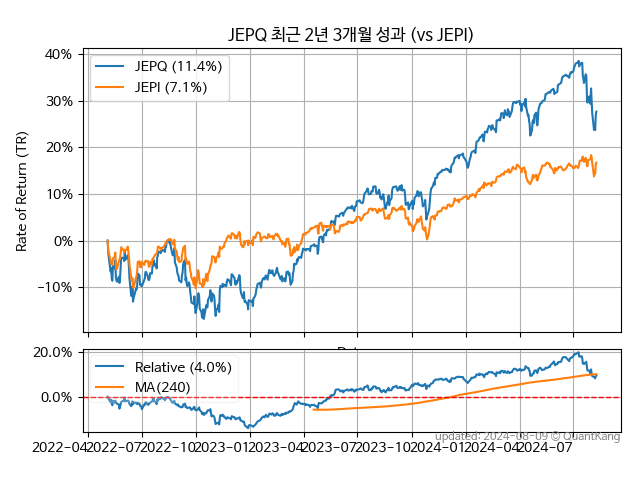 JEPQ 최근 2년 3개월 성과 (vs JEPI)
40%
30%
20%
10%
0%
−10%
Rate of Return (TR)
JEPQ (11.4%)
JEPI (7.1%)
20.0%
0.0%
Relative (4.0%)
MA(240)
updated: 2024-08-09 © QuantKang
2022-04
2022-07
2022-10
2023-01
2023-04
2023-07
2023-10
2024-01
2024-04
2024-07